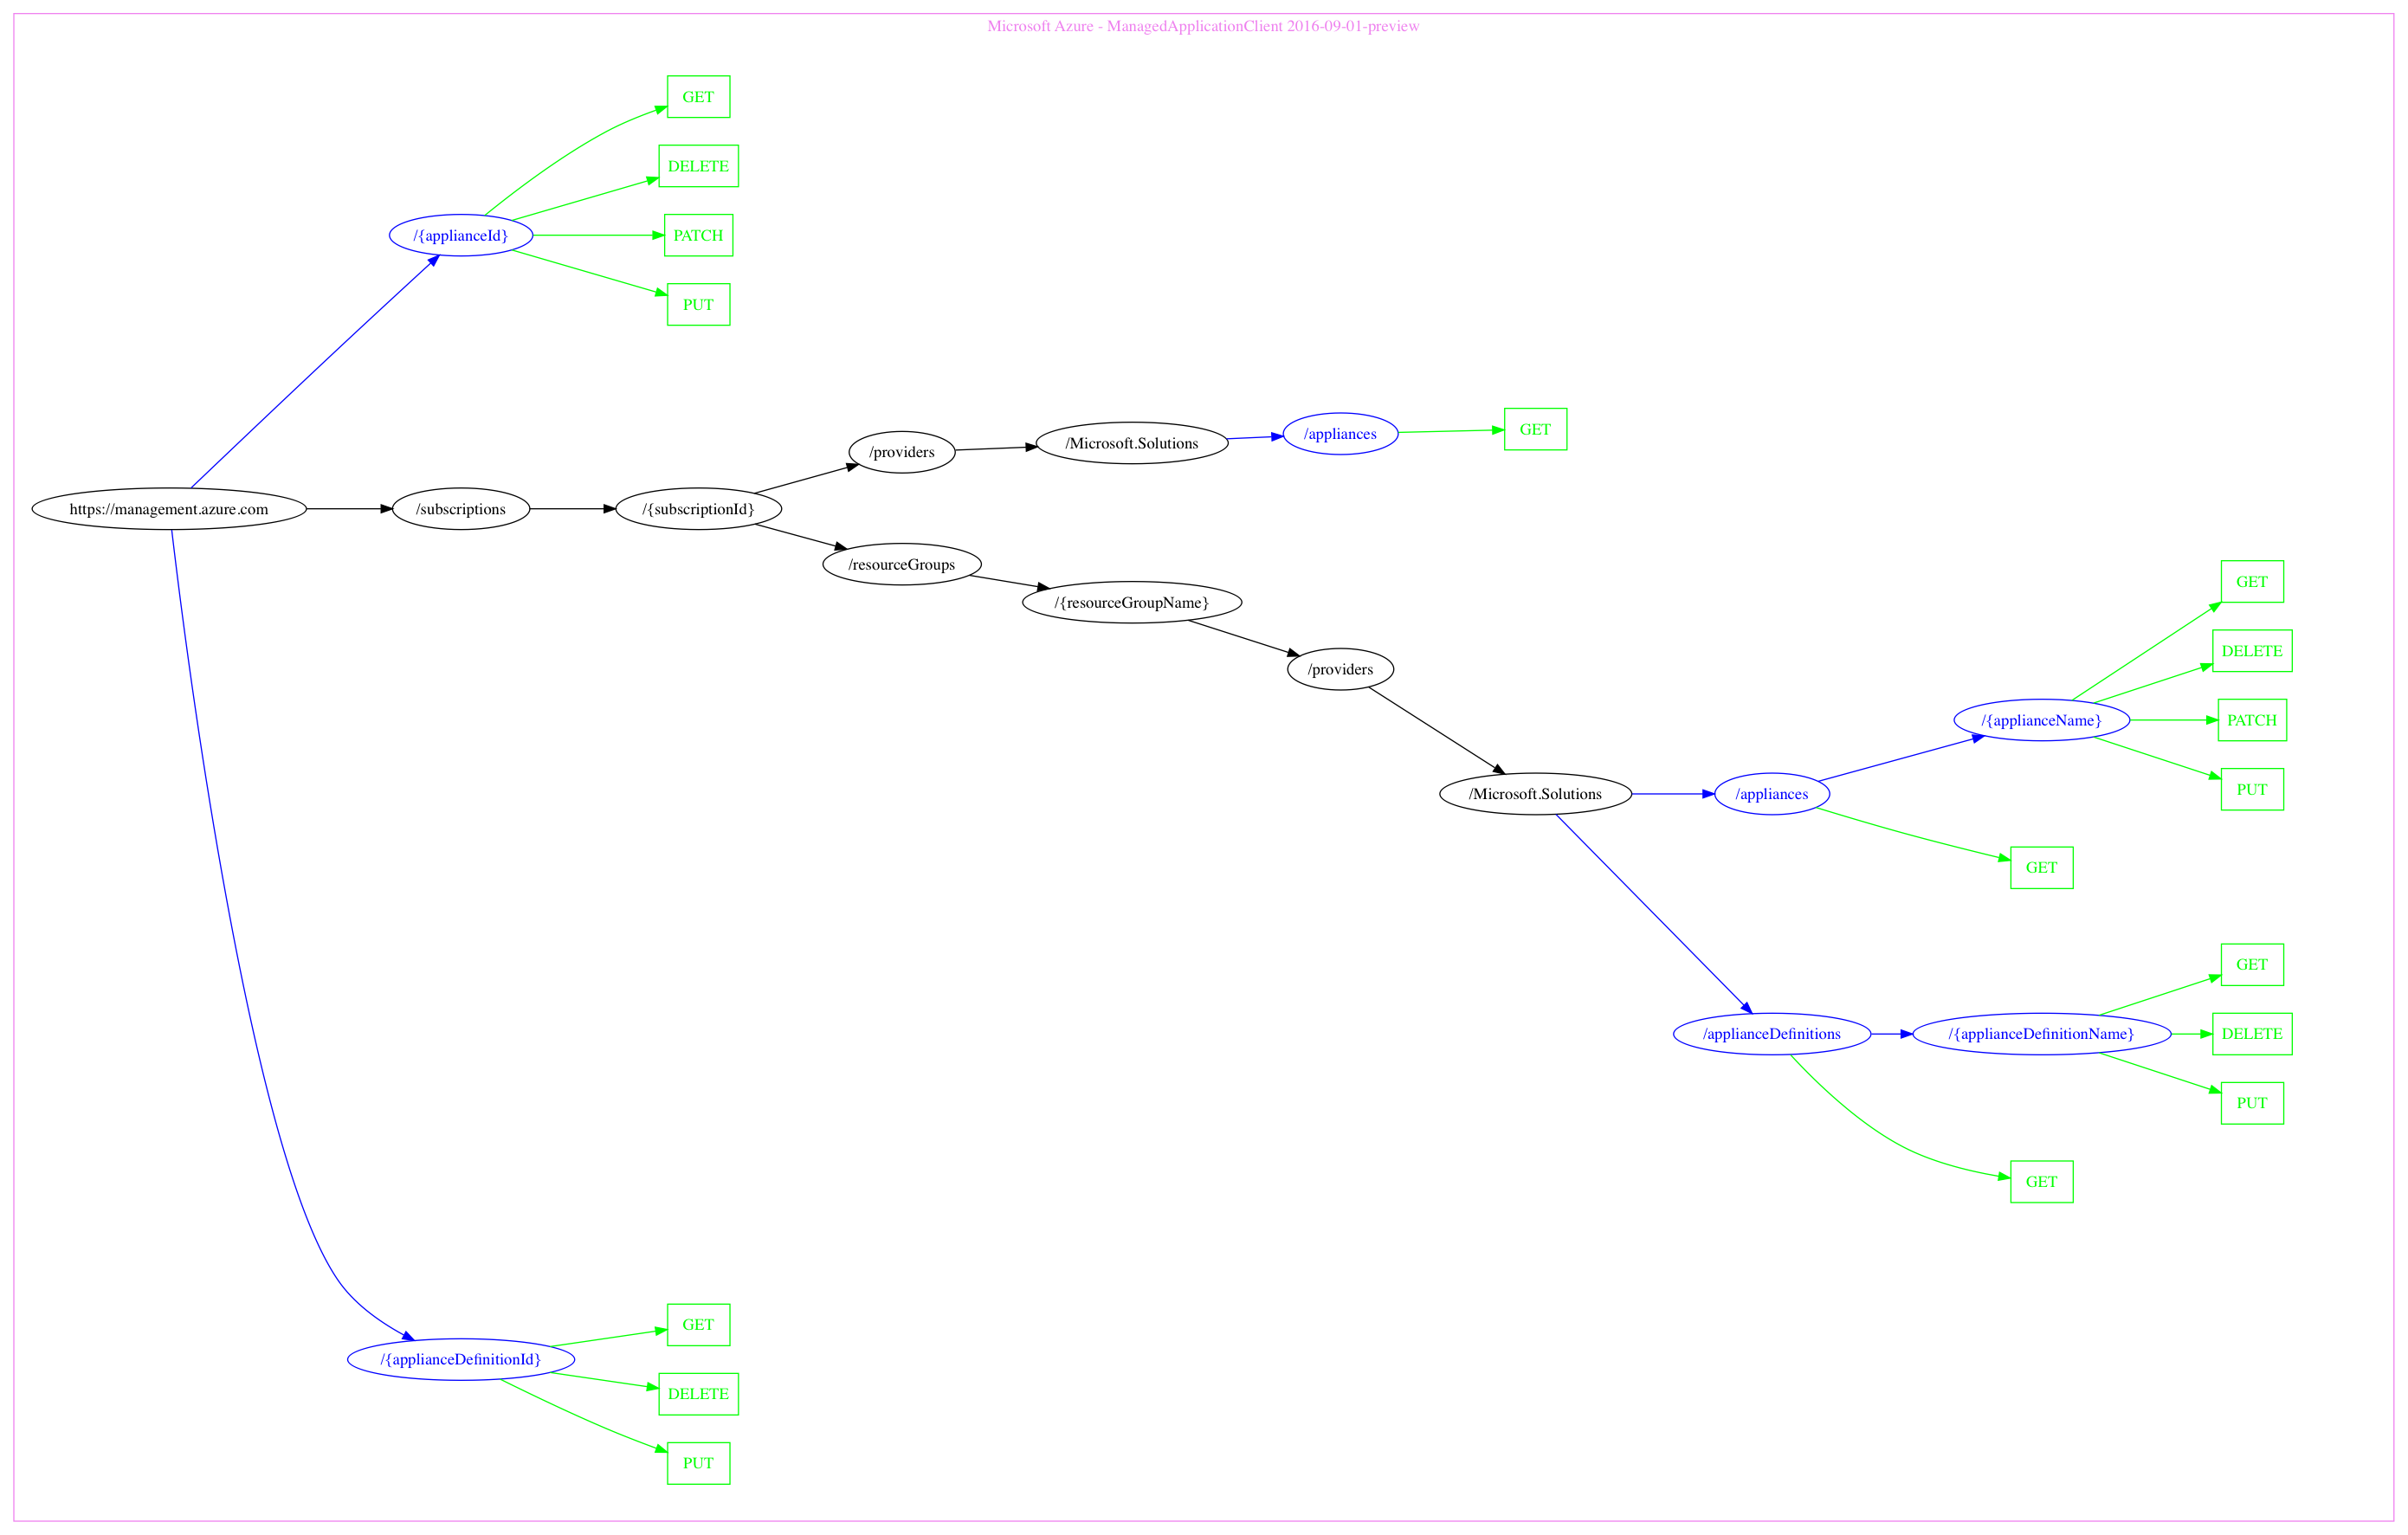 Microsoft Azure - ManagedApplicationClient 2016-09-01-preview
GET
DELETE
/{applianceId}
PATCH
PUT
/providers
/Microsoft.Solutions
/appliances
GET
https://management.azure.com
/subscriptions
/{subscriptionId}
/resourceGroups
/{resourceGroupName}
/providers
/Microsoft.Solutions
/appliances
/{applianceName}
GET
DELETE
PATCH
PUT
GET
/applianceDefinitions
/{applianceDefinitionName}
GET
DELETE
PUT
GET
/{applianceDefinitionId}
GET
DELETE
PUT